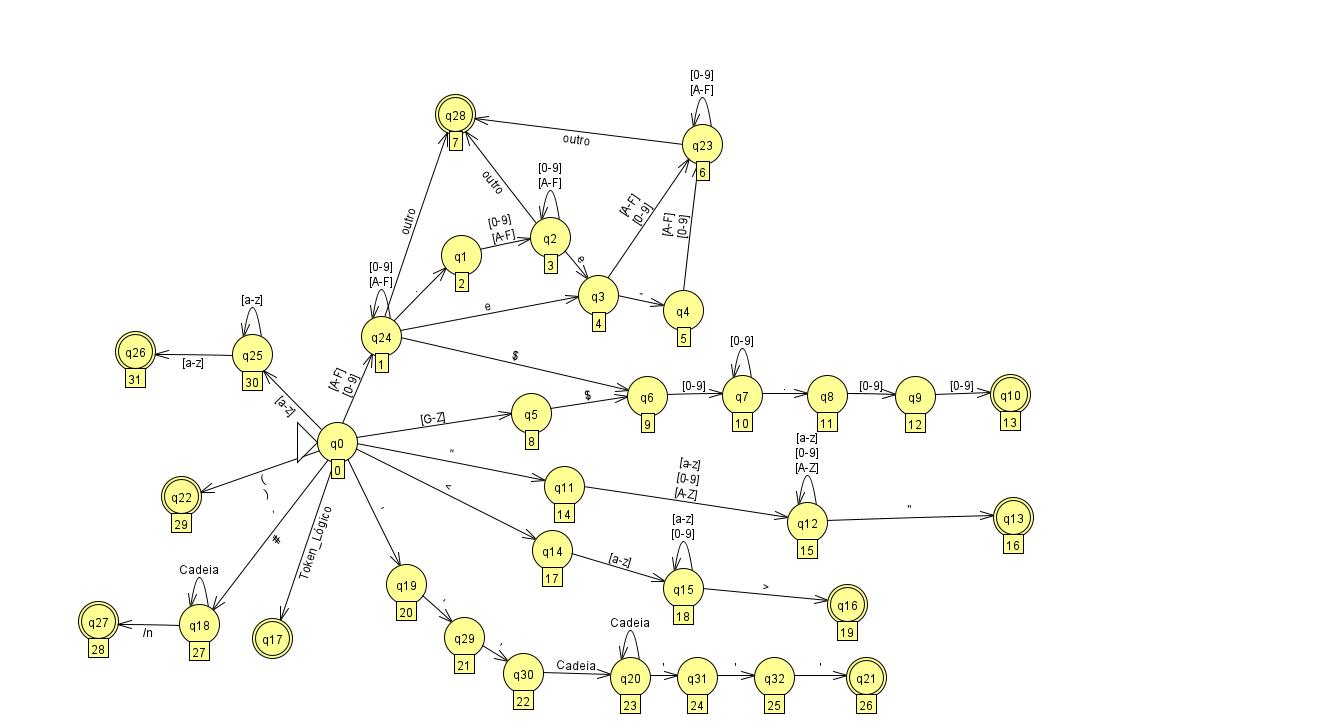 [0-9]
[A-F]
q28
7
outro
q23
6
[0-9]
[A-F]
outro
q2
3
[0-9]
[A-F]
q1
2
[A-F]
[0-9]
[A-F]
[0-9]
outro
e
q3
4
-
q4
5
[0-9]
[A-F]
.
e
q24
1
$
[a-z]
q26
31
[a-z]
q25
30
[A-F]
[0-9]
[a-z]
[0-9]
q6
9
[0-9]
q7
10
.
q8
11
[0-9]
q9
12
[0-9]
q10
13
[G-Z]
q5
8
$
q0
0
"
[a-z]
[0-9]
[A-Z]
q22
29
(
)
<
q11
14
[a-z]
[0-9]
[A-Z]
q12
15
"
q13
16
#
Token_Lógico
'
q14
17
[a-z]
[a-z]
[0-9]
q15
18
>
q16
19
Cadeia
q27
28
/n
q18
27
q17
q19
20
'
q29
21
'
q30
22
Cadeia
Cadeia
q20
23
'
q31
24
'
q32
25
'
q21
26